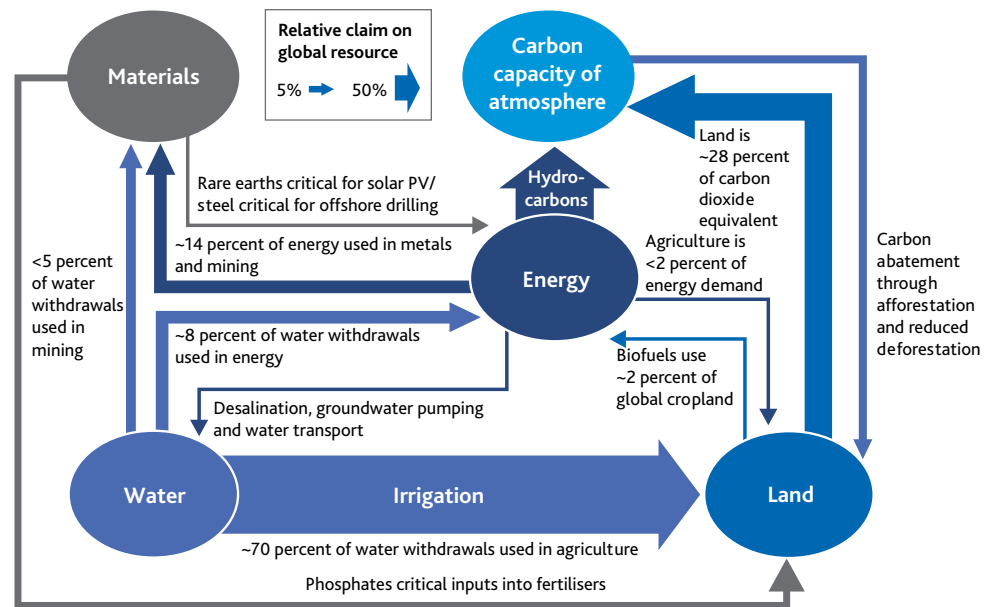 Materials
Relative claim on
global resource
5%
50%
Carbon
capacity of
atmosphere
Hydro-
carbons
Land is
~28 percent
of carbon
dioxide
equivalent
Rare earths critical for solar PV/
steel critical for offshore drilling
~14 percent of energy used in metals
and mining
Energy
Agriculture is
<2 percent of
energy demand
Carbon
abatement
through
afforestation
and reduced
deforestation
<5 percent
of water
withdrawals
used in
mining
~8 percent of water withdrawals
used in energy
Biofuels use
~2 percent of
global cropland
Desalination, groundwater pumping
and water transport
Water
Irrigation
Land
~70 percent of water withdrawals used in agriculture
Phosphates critical inputs into fertilisers